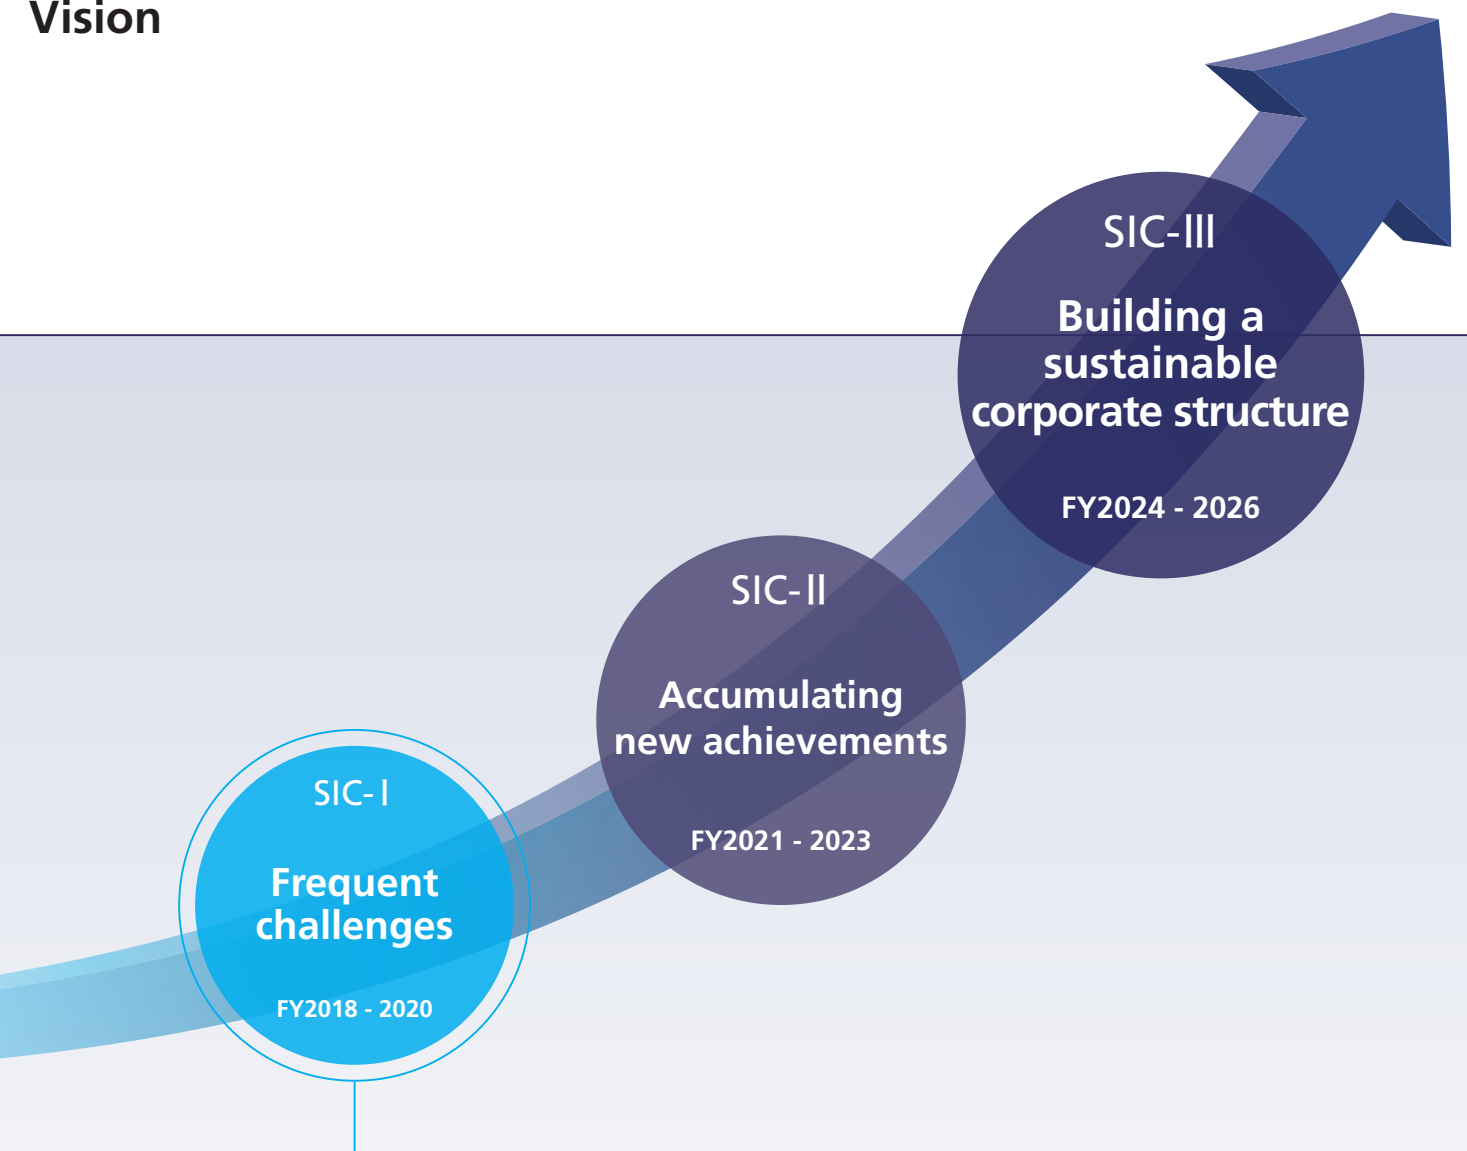 Vision
SIC-III
Building a
sustainable
corporate structure
FY2024 - 2026
SIC-II
Accumulating
new achievements
FY2021 - 2023
SIC-I
Frequent
challenges
FY2018 - 2020